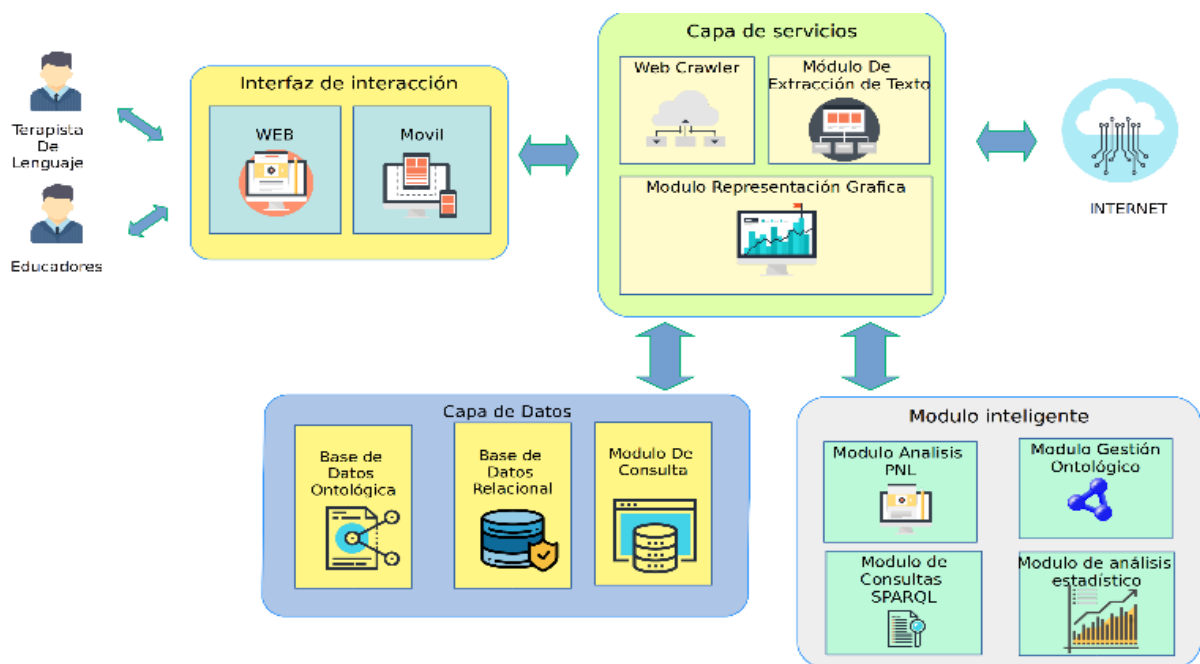 Terapista
De
Lenguaje
Educadores
Interfaz de interacción
WEB
Movil
Capa de servicios
Web Crawler
Módulo De
Extracción de Texto
Modulo Representación Grafica
INTERNET
Capa de Datos
Base de
Datos
Ontológica
Base de
Datos
Relacional
Modulo De
Consulta
Modulo inteligente
Modulo Analisis
PNL
Modulo Gestión
Ontológico
Modulo de
Consultas
SPARQL
Modulo de análisis
estadístico